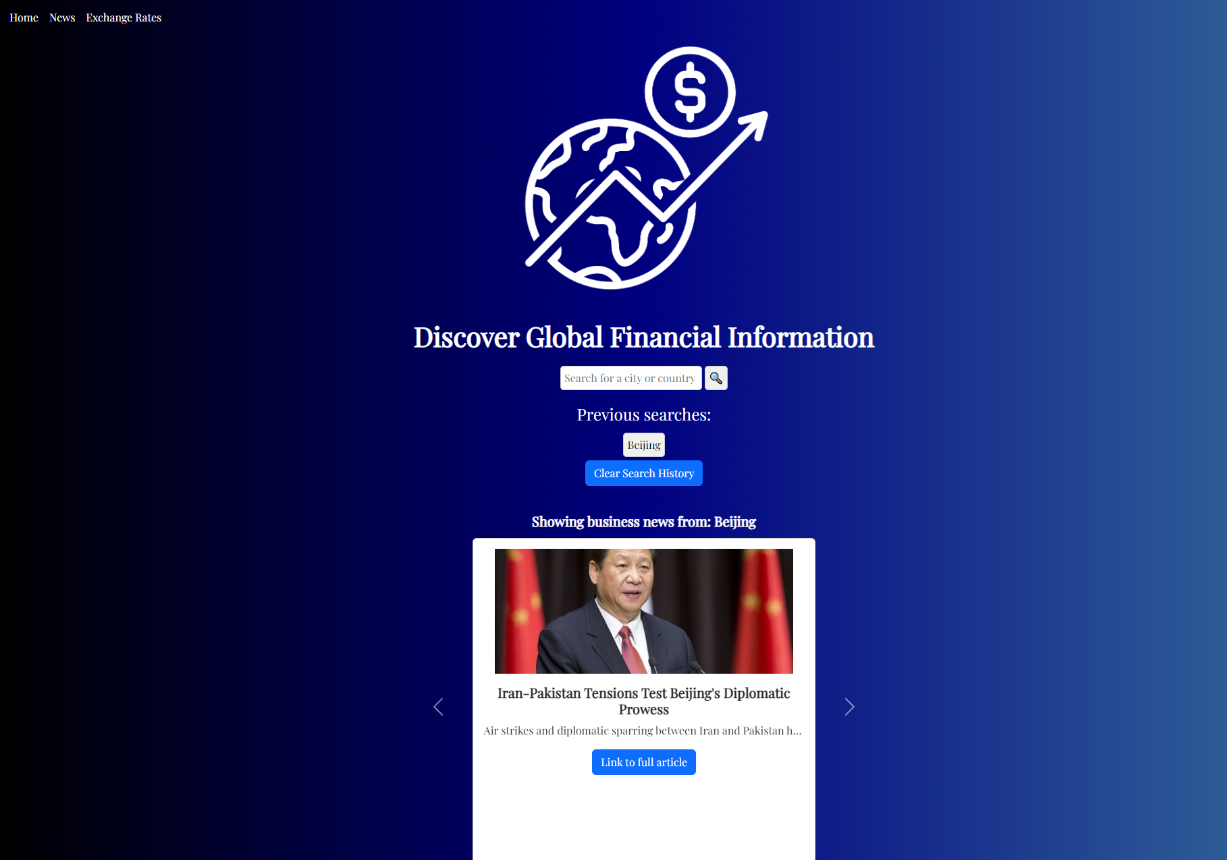 Home News Exchange Rates
$
Discover Global Financial Information
Search for a city or country
Previous searches:
Beijing
Clear Search History
Showing business news from: Beijing
Iran-Pakistan Tensions Test Beijing's Diplomatic
Prowess
Air strikes and diplomatic sparring between Iran and Pakistan h...
Link to full article